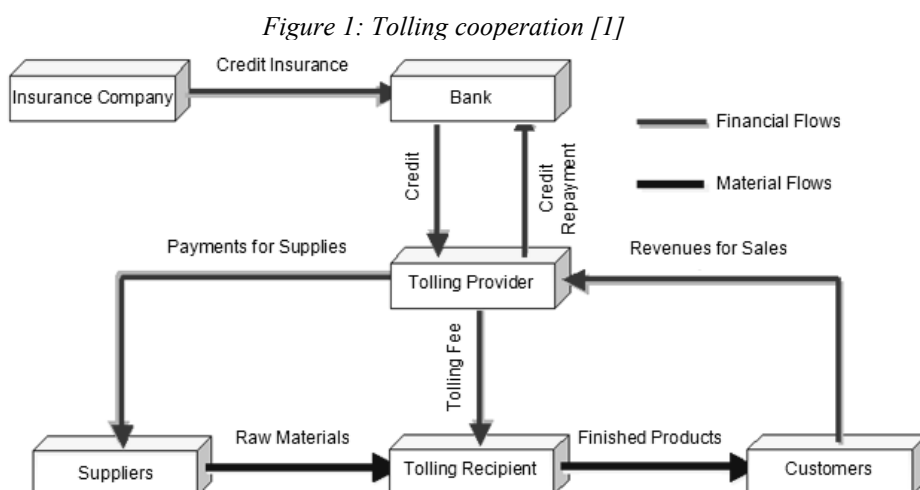 Figure 1: Tolling cooperation [1]
Credit Insurance
Insurance Company
Bank
Financial Flows
Credit
Credit
Repayment
Material Flows
Payments for Supplies
Revenues for Sales
Tolling Provider
Tolling Fee
Raw Materials
Finished Products
Suppliers
Tolling Recipient
Customers